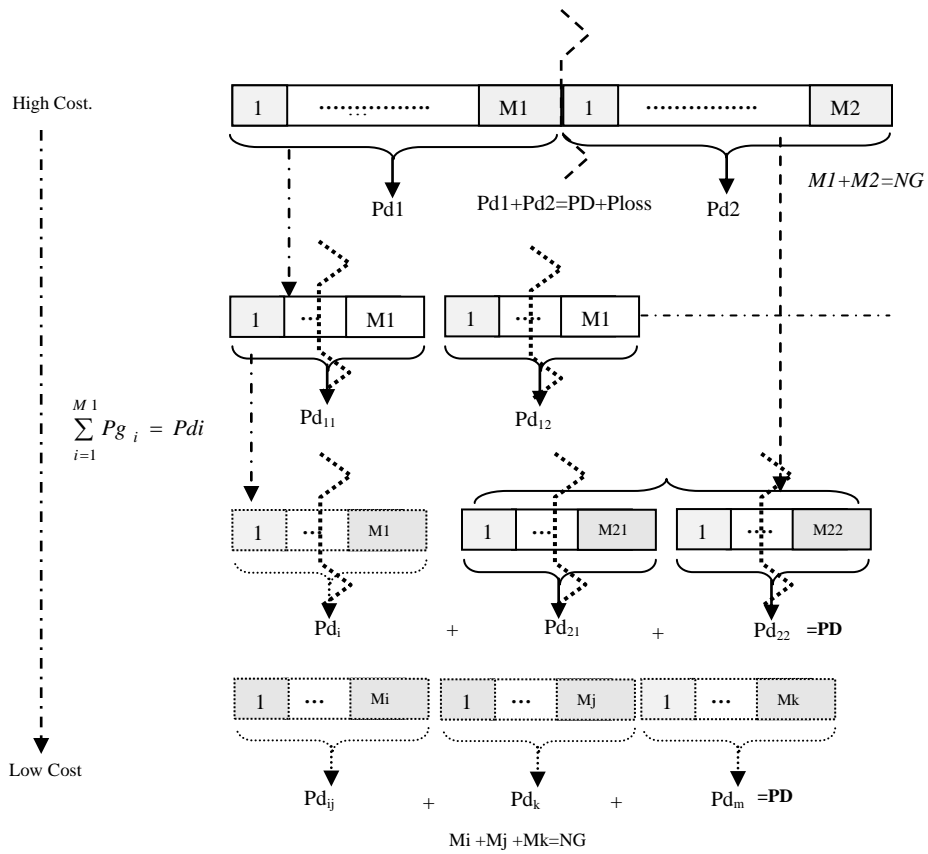 High Cost.
1 ................ M1 1 ................ M2
...
M1+M2=NG
Pd1 Pd1+Pd2=PD+Ploss Pd2
1 ... M1 1 ... M1
Pd₁₁ Pd₁₂
M 1
∑ Pg i = Pdi
i=1
1 ... M1 1 ... M21 1 ... M22
Pdᵢ + Pd₂₁ + Pd₂₂ =PD
1 ... Mi 1 ... Mj 1 ... Mk
Low Cost
Pdᵢⱼ + Pdₖ + Pdₘ =PD
Mi +Mj +Mk=NG